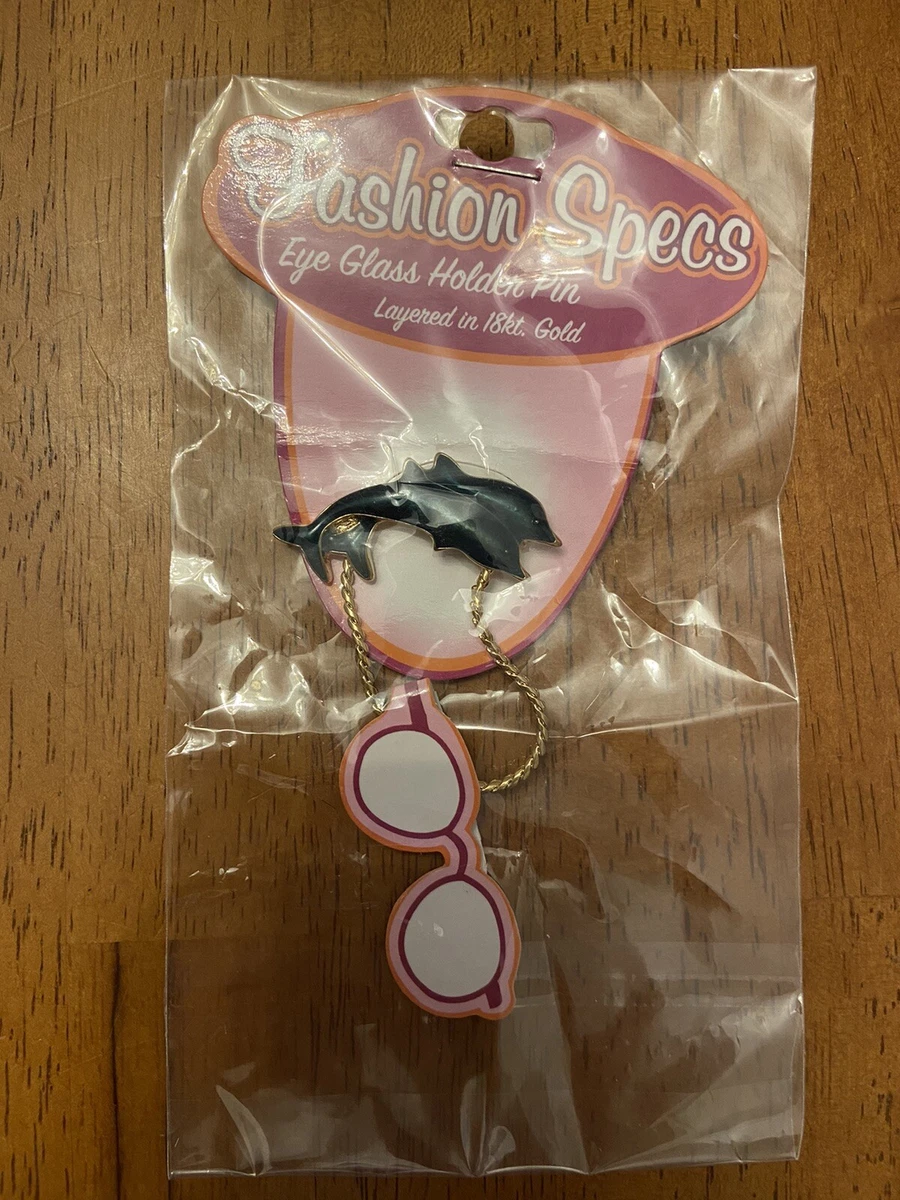 Fashion Specs
Eye Glass Holder Pin
Layered in 18kt. Gold